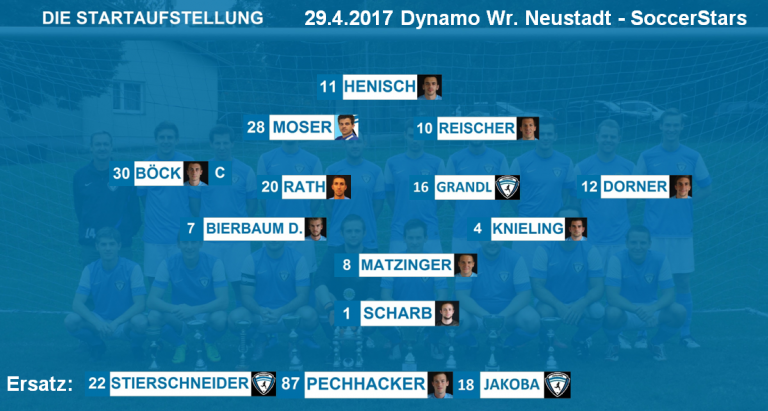 DIE STARTAUFSTELLUNG 29.4.2017 Dynamo Wr. Neustadt - SoccerStars
11 HENISCH
28 MOSER 10 REISCHER
30 BÖCK C 20 RATH 16 GRANDL 12 DORNER
7 BIERBAUM D. 4 KNIELING
8 MATZINGER
1 SCHARB
Ersatz: 22 STIERSCHNEIDER 87 PECHHACKER 18 JAKOBA